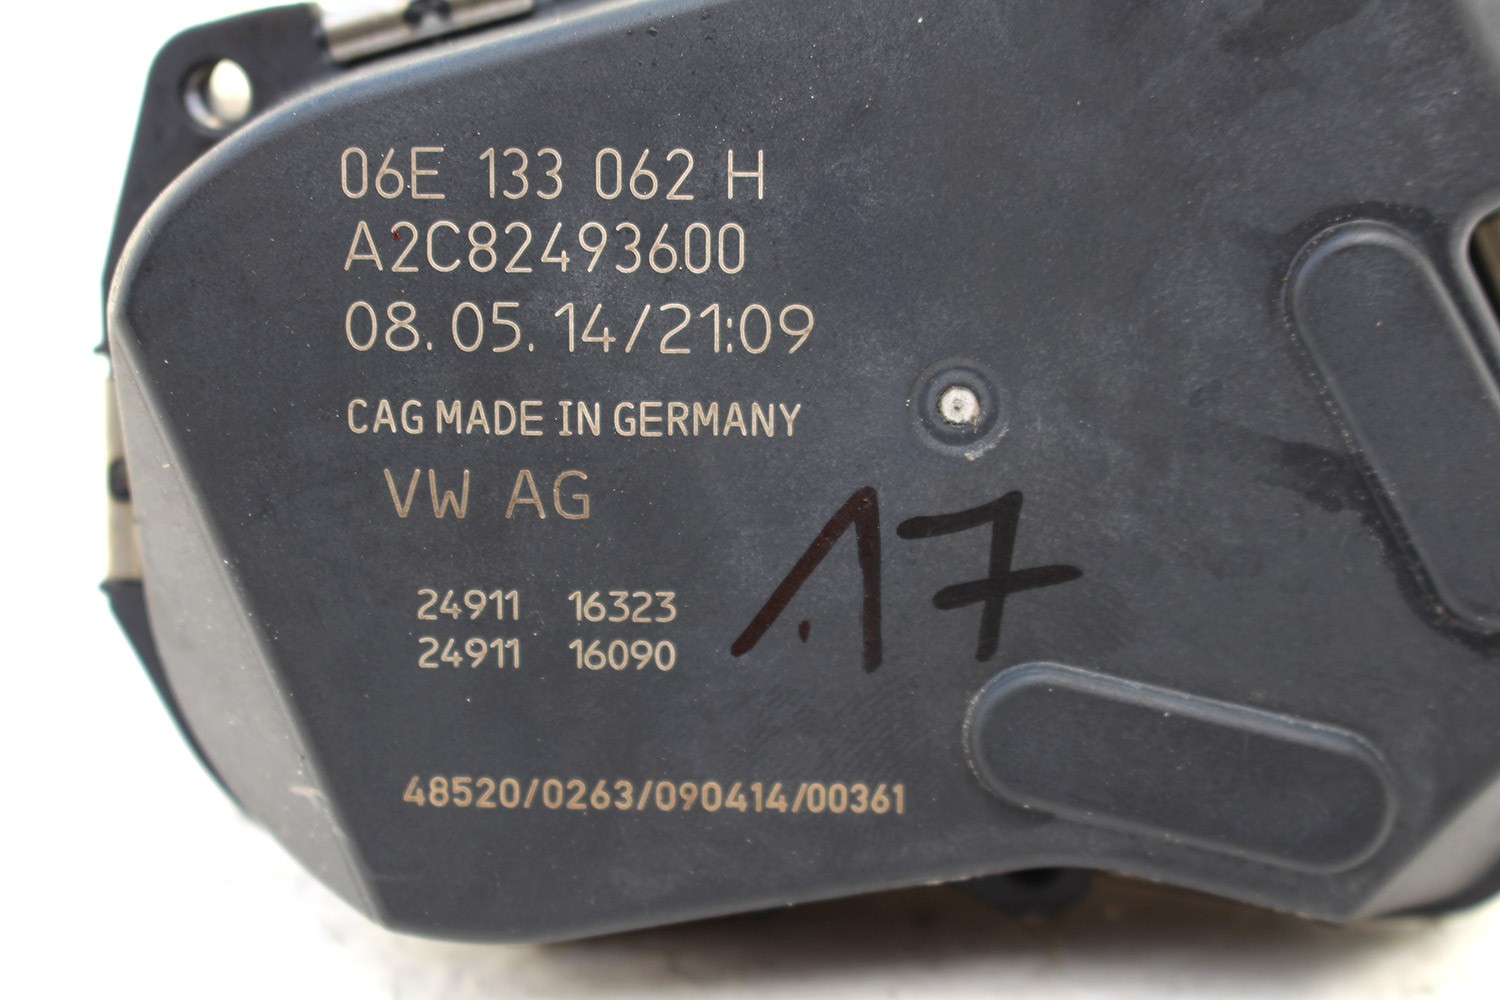 06E 133 062 H
A2C82493600
08.05.14/21:09
CAG MADE IN GERMANY
VW AG
17
24911 16323
24911 16090
48520/0263/090414/00361